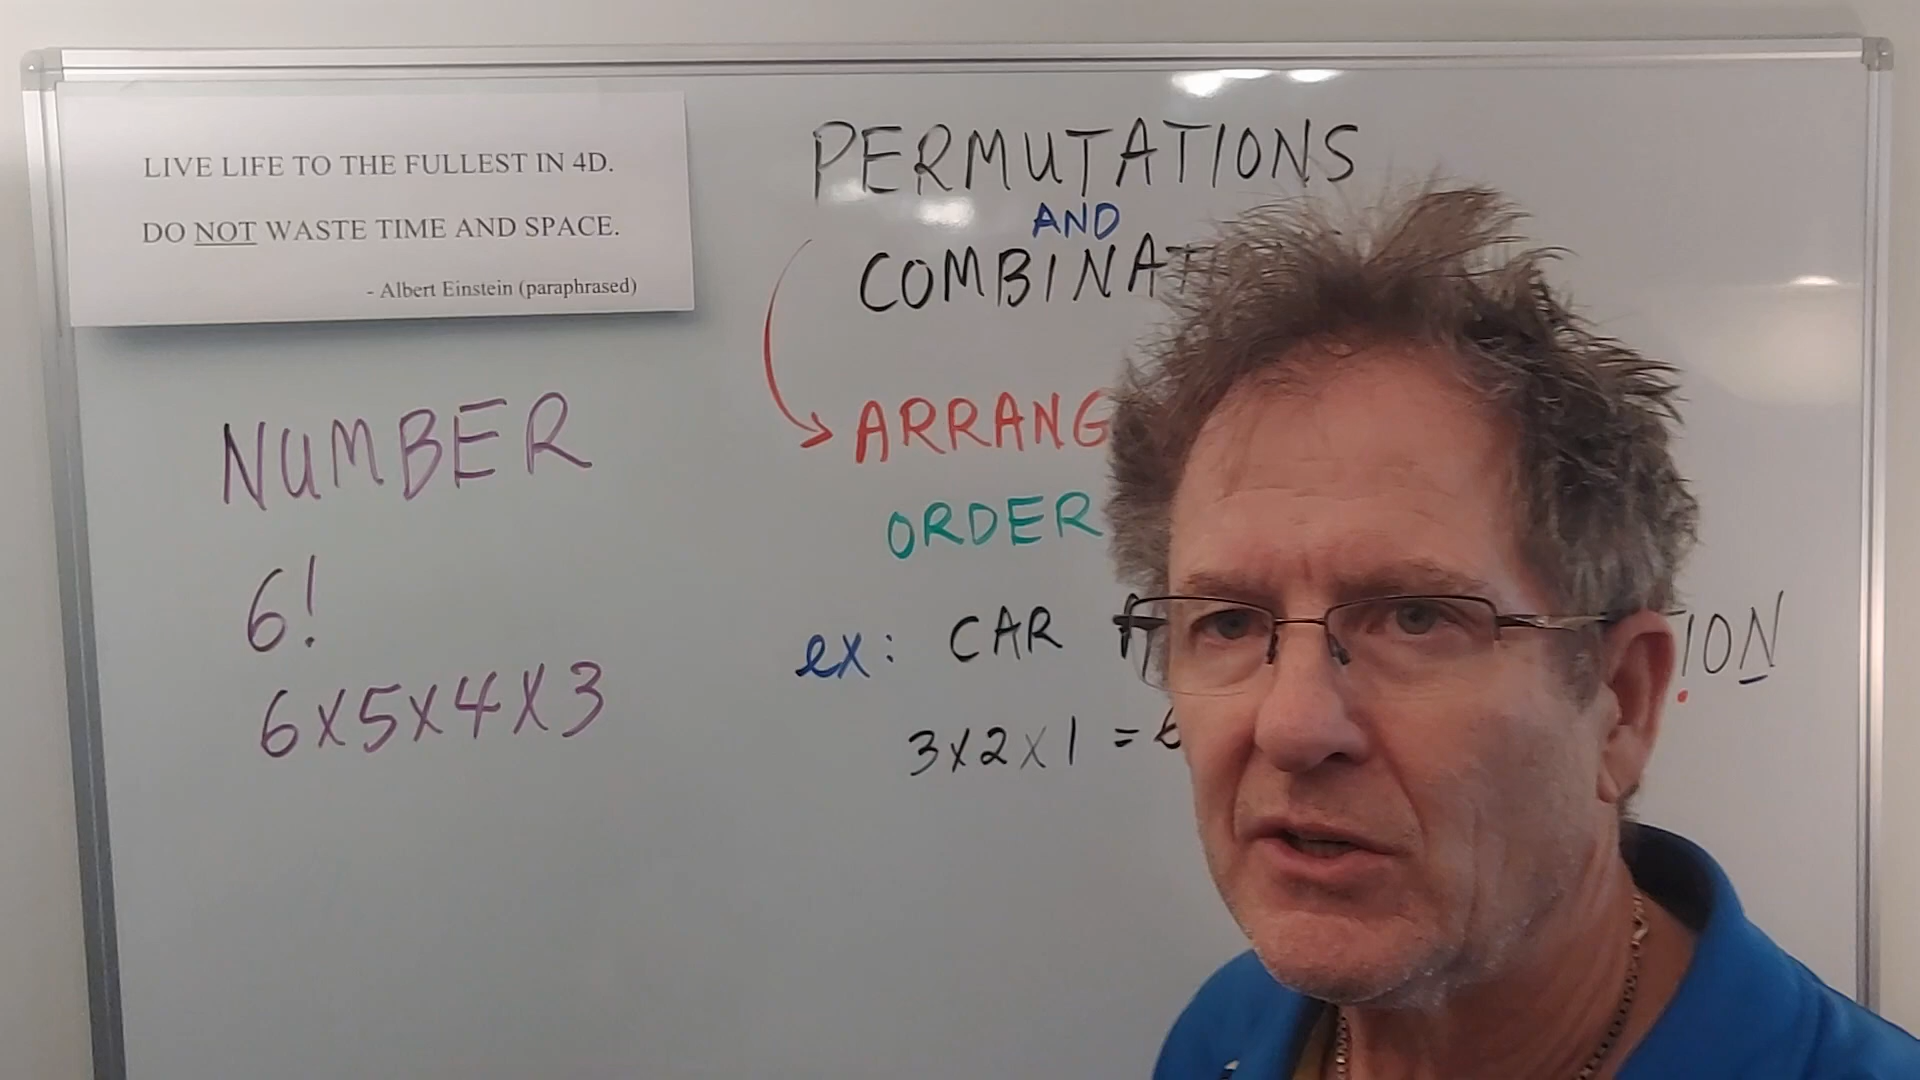 LIVE LIFE TO THE FULLEST IN 4D.
DO NOT WASTE TIME AND SPACE.
- Albert Einstein (paraphrased)
NUMBER
6!
6x5x4x3
PERMUTATIONS
AND
COMBINAT
ARRANG
ORDER
ex: CAR
ION
3x2x1 = 6